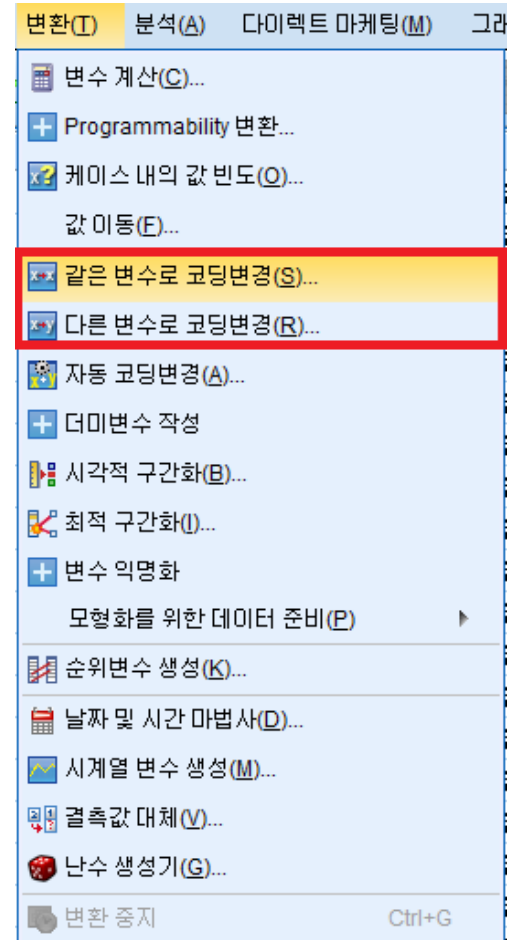 변환(T) 분석(A) 다이렉트 마케팅(M) 그래
변수 계산(C)...
Programmability 변환...
케이스 내의 값 빈도(O)...
값 이동(F)...
같은 변수로 코딩변경(S)...
다른 변수로 코딩변경(R)...
자동 코딩변경(A)...
더미변수 작성
시각적 구간화(B)...
최적 구간화(I)...
변수 익명화
모형화를 위한 데이터 준비(P)
순위변수 생성(K)...
날짜 및 시간 마법사(D)...
시계열 변수 생성(M)...
결측값 대체(V)...
난수 생성기(G)...
변환 중지 Ctrl+G